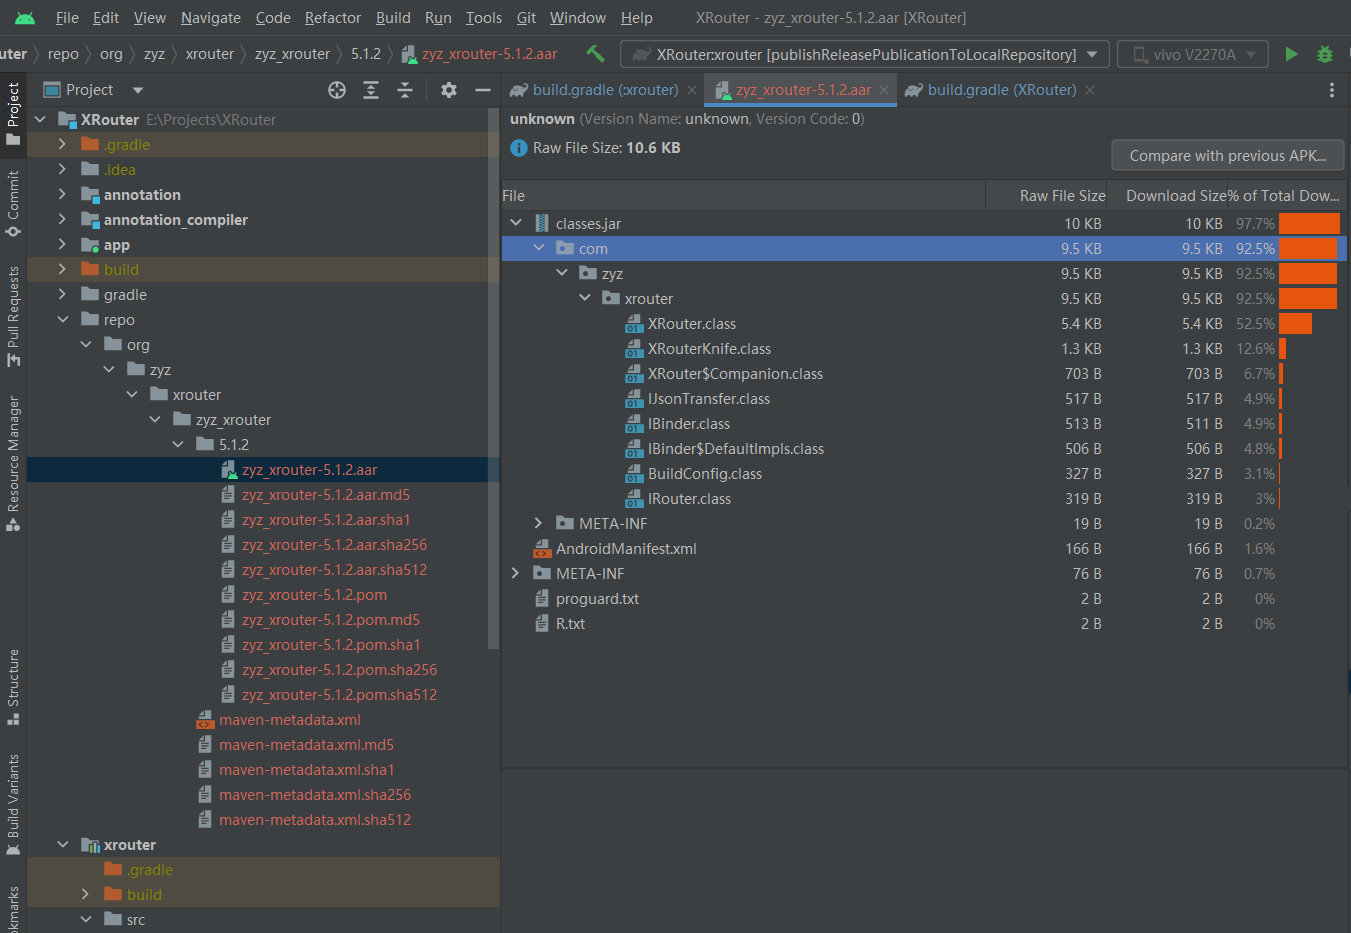 File Edit View Navigate Code Refactor Build Run Tools Git Window Help XRouter - zyz_xrouter-5.1.2.aar [XRouter]
uter repo org zyz xrouter zyz_xrouter 5.1.2 zyz_xrouter-5.1.2.aar XRouter:xrouter [publishReleasePublicationToLocalRepository] vivo V2270A
Project
Commit
Pull Requests
Resource Manager
Structure
Build Variants
okmarks
Project
XRouter E:\Projects\XRouter
.gradle
.idea
annotation
annotation_compiler
app
build
gradle
repo
org
zyz
xrouter
zyz_xrouter
5.1.2
zyz_xrouter-5.1.2.aar
zyz_xrouter-5.1.2.aar.md5
zyz_xrouter-5.1.2.aar.sha1
zyz_xrouter-5.1.2.aar.sha256
zyz_xrouter-5.1.2.aar.sha512
zyz_xrouter-5.1.2.pom
zyz_xrouter-5.1.2.pom.md5
zyz_xrouter-5.1.2.pom.sha1
zyz_xrouter-5.1.2.pom.sha256
zyz_xrouter-5.1.2.pom.sha512
maven-metadata.xml
maven-metadata.xml.md5
maven-metadata.xml.sha1
maven-metadata.xml.sha256
maven-metadata.xml.sha512
xrouter
.gradle
build
src
build.gradle (:xrouter) zyz_xrouter-5.1.2.aar build.gradle (XRouter)
unknown (Version Name: unknown, Version Code: 0)
Raw File Size: 10.6 KB
Compare with previous APK...
File Raw File Size Download Size % of Total Dow...
classes.jar 10 KB 10 KB 97.7%
com 9.5 KB 9.5 KB 92.5%
zyz 9.5 KB 9.5 KB 92.5%
xrouter 9.5 KB 9.5 KB 92.5%
XRouter.class 5.4 KB 5.4 KB 52.5%
XRouterKnife.class 1.3 KB 1.3 KB 12.6%
XRouter$Companion.class 703 B 703 B 6.7%
IJsonTransfer.class 517 B 517 B 4.9%
IBinder.class 513 B 511 B 4.9%
IBinder$DefaultImpls.class 506 B 506 B 4.8%
BuildConfig.class 327 B 327 B 3.1%
IRouter.class 319 B 319 B 3%
META-INF 19 B 19 B 0.2%
AndroidManifest.xml 166 B 166 B 1.6%
META-INF 76 B 76 B 0.7%
proguard.txt 2 B 2 B 0%
R.txt 2 B 2 B 0%